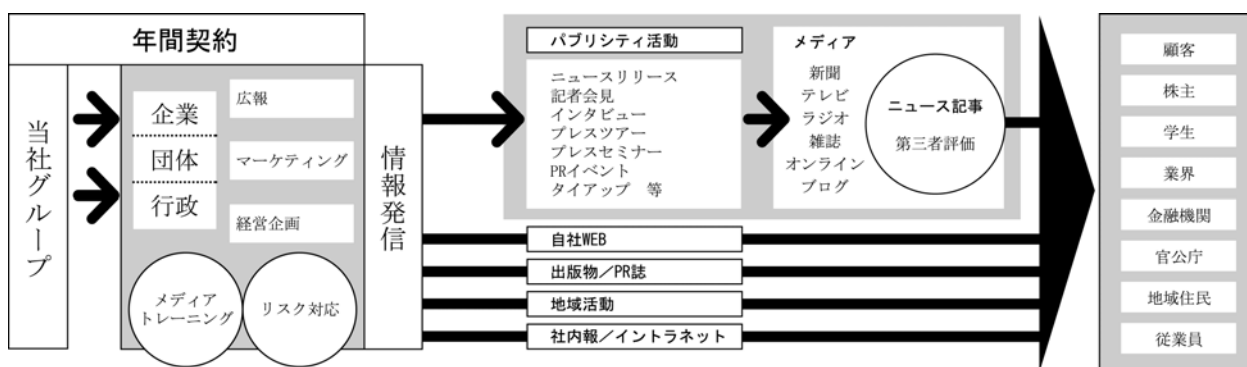 年間契約
当社グループ
企業
団体
行政
広報
マーケティング
経営企画
メディア
トレーニング
リスク対応
情報発信
パブリシティ活動
ニュースリリース
記者会見
インタビュー
プレスツアー
プレスセミナー
PRイベント
タイアップ 等
メディア
新聞
テレビ
ラジオ
雑誌
オンライン
ブログ
ニュース記事
第三者評価
自社WEB
出版物/PR誌
地域活動
社内報/イントラネット
顧客
株主
学生
業界
金融機関
官公庁
地域住民
従業員